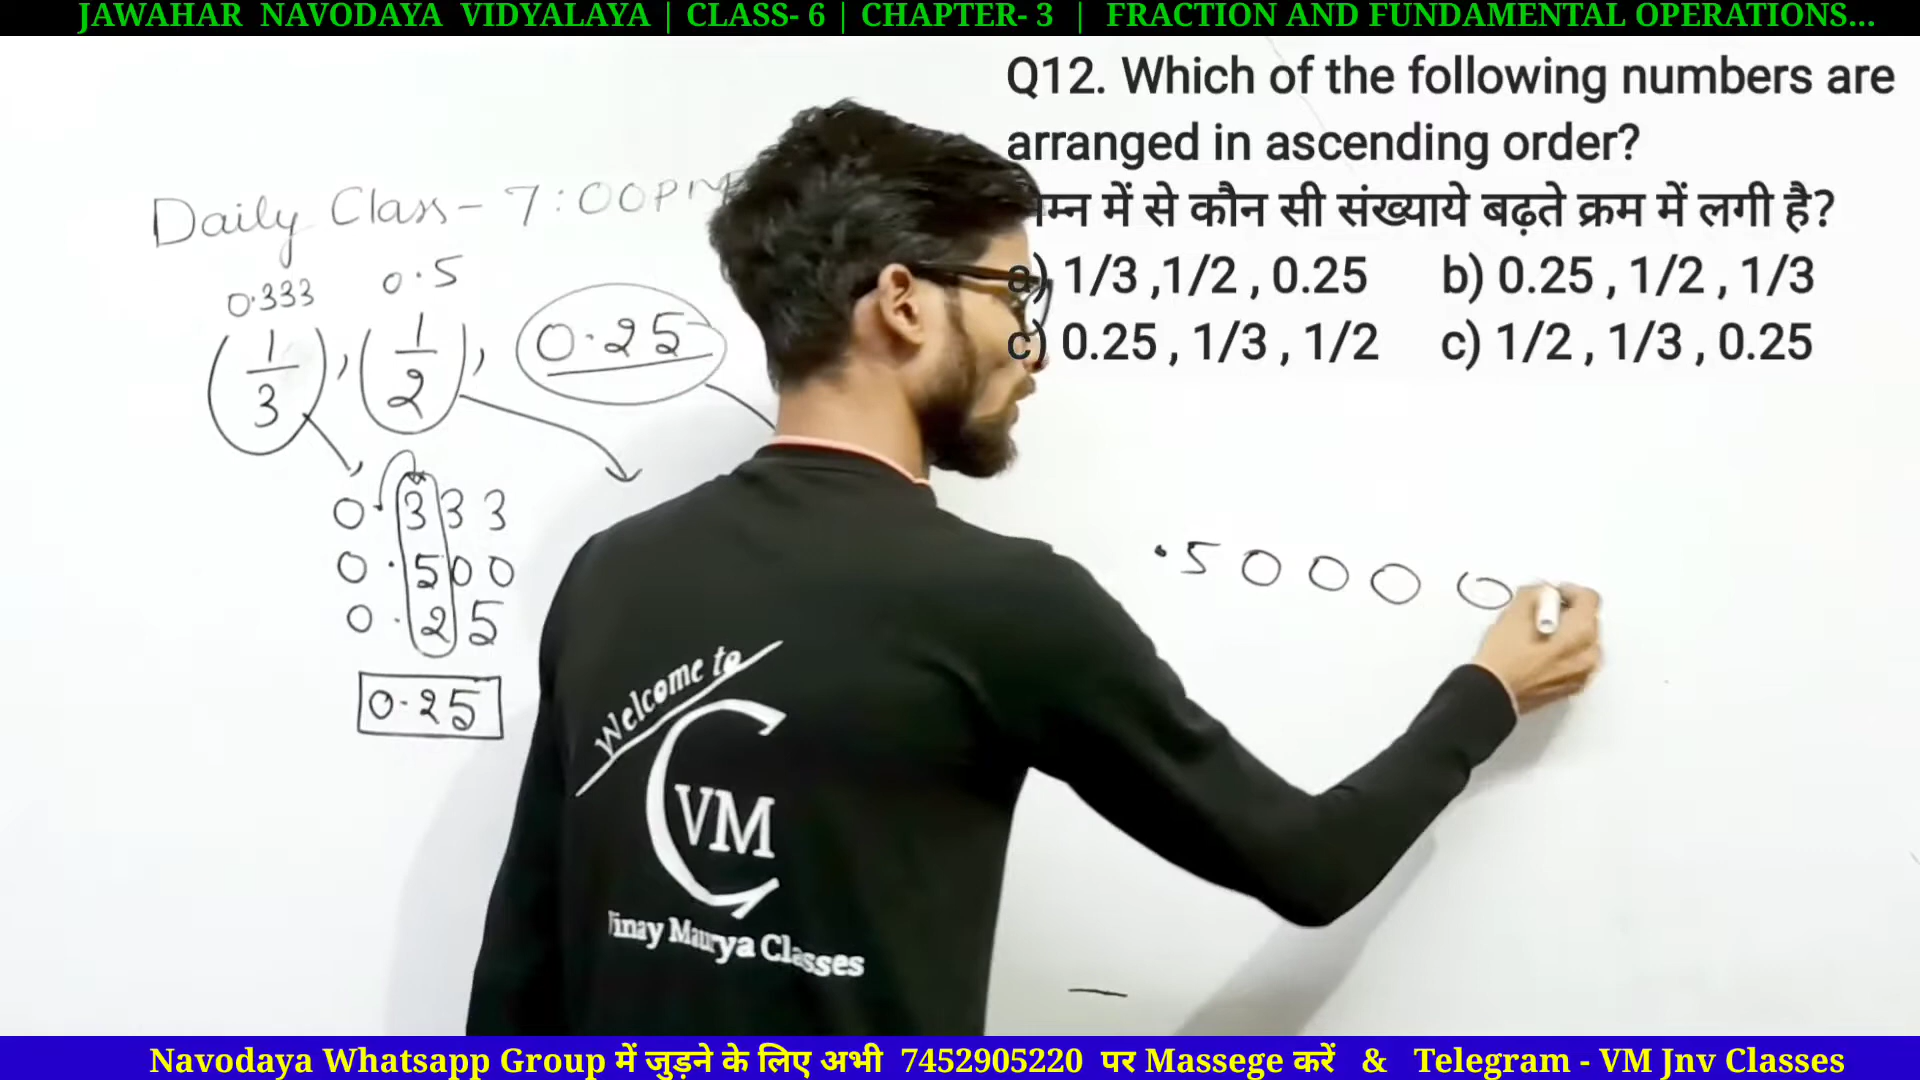 JAWAHAR NAVODAYA VIDYALAYA | CLASS- 6 | CHAPTER- 3 | FRACTION AND FUNDAMENTAL OPERATIONS...
Q12. Which of the following numbers are
arranged in ascending order?
में से कौन सी संख्याये बढ़ते क्रम में लगी है?
a) 1/3 ,1/2 , 0.25 b) 0.25 , 1/2 , 1/3
c) 0.25 , 1/3 , 1/2 c) 1/2 , 1/3 , 0.25
Daily Class - 7:00PM
0.333 0.5
(1/3), (1/2), 0.25
0.333
0.500
0.25
0.25
.50000
Welcome to
CVM
Maurya Classes
Navodaya Whatsapp Group में जुड़ने के लिए अभी 7452905220 पर Massege करें & Telegram - VM Jnv Classes